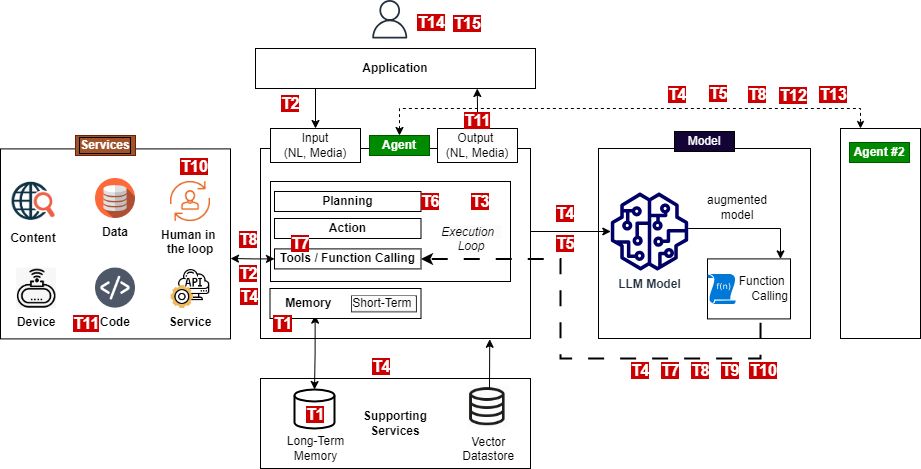 T14 T15
Application
T2
T11
T4 T5 T8 T12 T13
Services
T10
Content
Data
Human in
the loop
Device
T11
Code
API
Service
T8
T2
T4
Input
(NL, Media)
Agent
Output
(NL, Media)
Planning
T6
T3
Action
Execution
Loop
T7
Tools / Function Calling
Memory
Short-Term
T1
T4
T5
Model
augmented
model
LLM Model
f(n)
Function
Calling
T4 T7 T8 T9 T10
Agent #2
T4
T1
Long-Term
Memory
Supporting
Services
Vector
Datastore